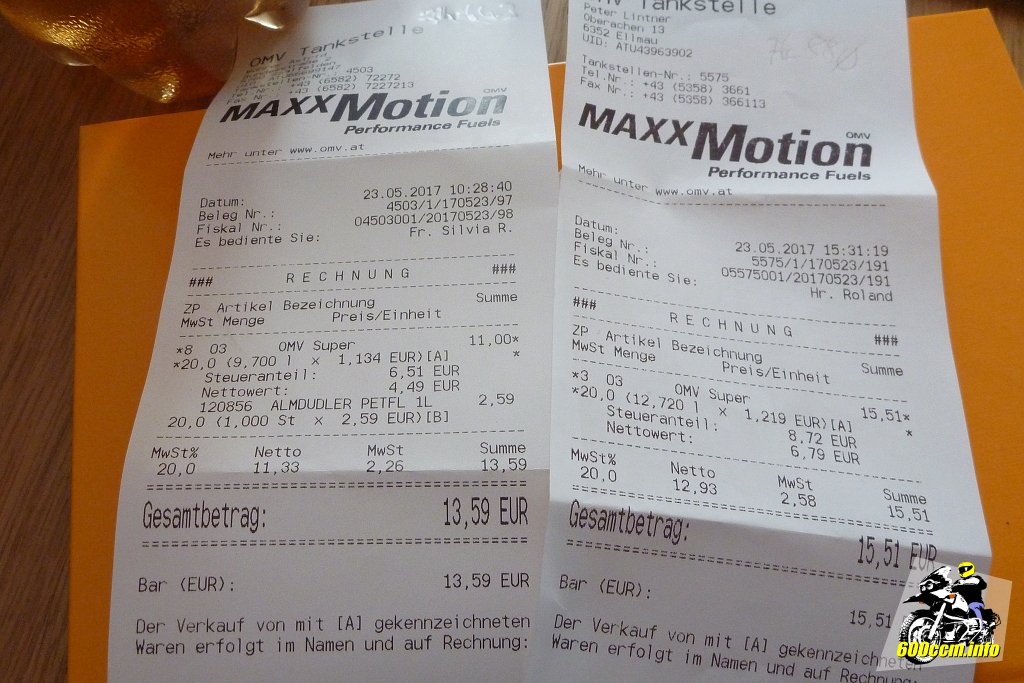 OMV Tankstelle
4503
+43 (6582) 72272
+43 (6582) 7227213
MAXXMotion OMV
Performance Fuels
Mehr unter www.omv.at
Datum: 23.05.2017 10:28:40
Beleg Nr.: 4503/1/170523/97
Fiskal Nr.: 04503001/20170523/98
Es bediente Sie: Fr. Silvia R.
### R E C H N U N G ###
ZP Artikel Bezeichnung Summe
MwSt Menge Preis/Einheit
*8 03 OMV Super 11,00*
*20,0 (9,700 l x 1,134 EUR)[A] *
Steueranteil: 6,51 EUR
Nettowert: 4,49 EUR
120856 ALMDUDLER PETFL 1L 2,59
20,0 (1,000 St x 2,59 EUR)[B]
MwSt% Netto MwSt Summe
20,0 11,33 2,26 13,59
Gesamtbetrag: 13,59 EUR
Bar (EUR): 13,59 EUR
Der Verkauf von mit [A] gekennzeichneten
Waren erfolgt im Namen und auf Rechnung:
OMV Tankstelle
Peter Lintner
Oberachen 13
6352 Ellmau
UID: ATU43963902
Tankstellen-Nr.: 5575
Tel.Nr.: +43 (5358) 3661
Fax Nr.: +43 (5358) 366113
MAXXMotion OMV
Performance Fuels
Mehr unter www.omv.at
Datum: 23.05.2017 15:31:19
Beleg Nr.: 5575/1/170523/191
Fiskal Nr.: 05575001/20170523/191
Es bediente Sie: Hr. Roland
### R E C H N U N G ###
ZP Artikel Bezeichnung Summe
MwSt Menge Preis/Einheit
*3 03 OMV Super 15,51*
*20,0 (12,720 l x 1,219 EUR)[A] *
Steueranteil: 8,72 EUR
Nettowert: 6,79 EUR
MwSt% Netto MwSt Summe
20,0 12,93 2,58 15,51
Gesamtbetrag: 15,51 EUR
Bar (EUR): 15,51
Der Verkauf von mit [A] gekennzeichneten
Waren erfolgt im Namen und auf Rechnung:
600ccm.info